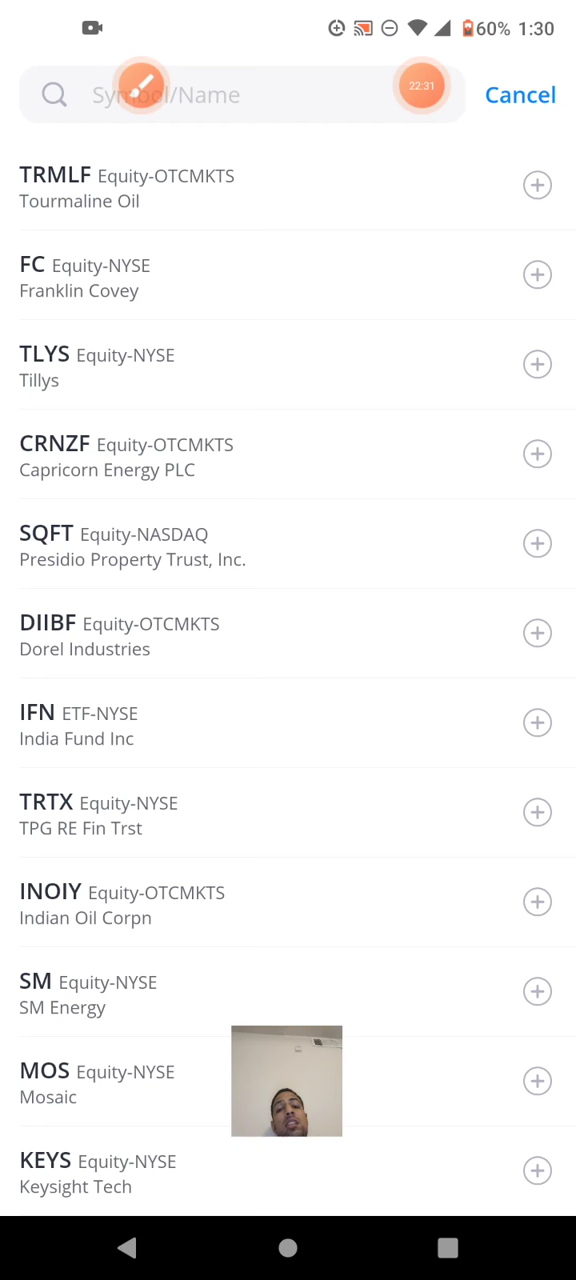 60% 1:30
Symbol/Name 22:31 Cancel
TRMLF Equity-OTCMKTS
Tourmaline Oil
FC Equity-NYSE
Franklin Covey
TLYS Equity-NYSE
Tillys
CRNZF Equity-OTCMKTS
Capricorn Energy PLC
SQFT Equity-NASDAQ
Presidio Property Trust, Inc.
DIIBF Equity-OTCMKTS
Dorel Industries
IFN ETF-NYSE
India Fund Inc
TRTX Equity-NYSE
TPG RE Fin Trst
INOIY Equity-OTCMKTS
Indian Oil Corpn
SM Equity-NYSE
SM Energy
MOS Equity-NYSE
Mosaic
KEYS Equity-NYSE
Keysight Tech